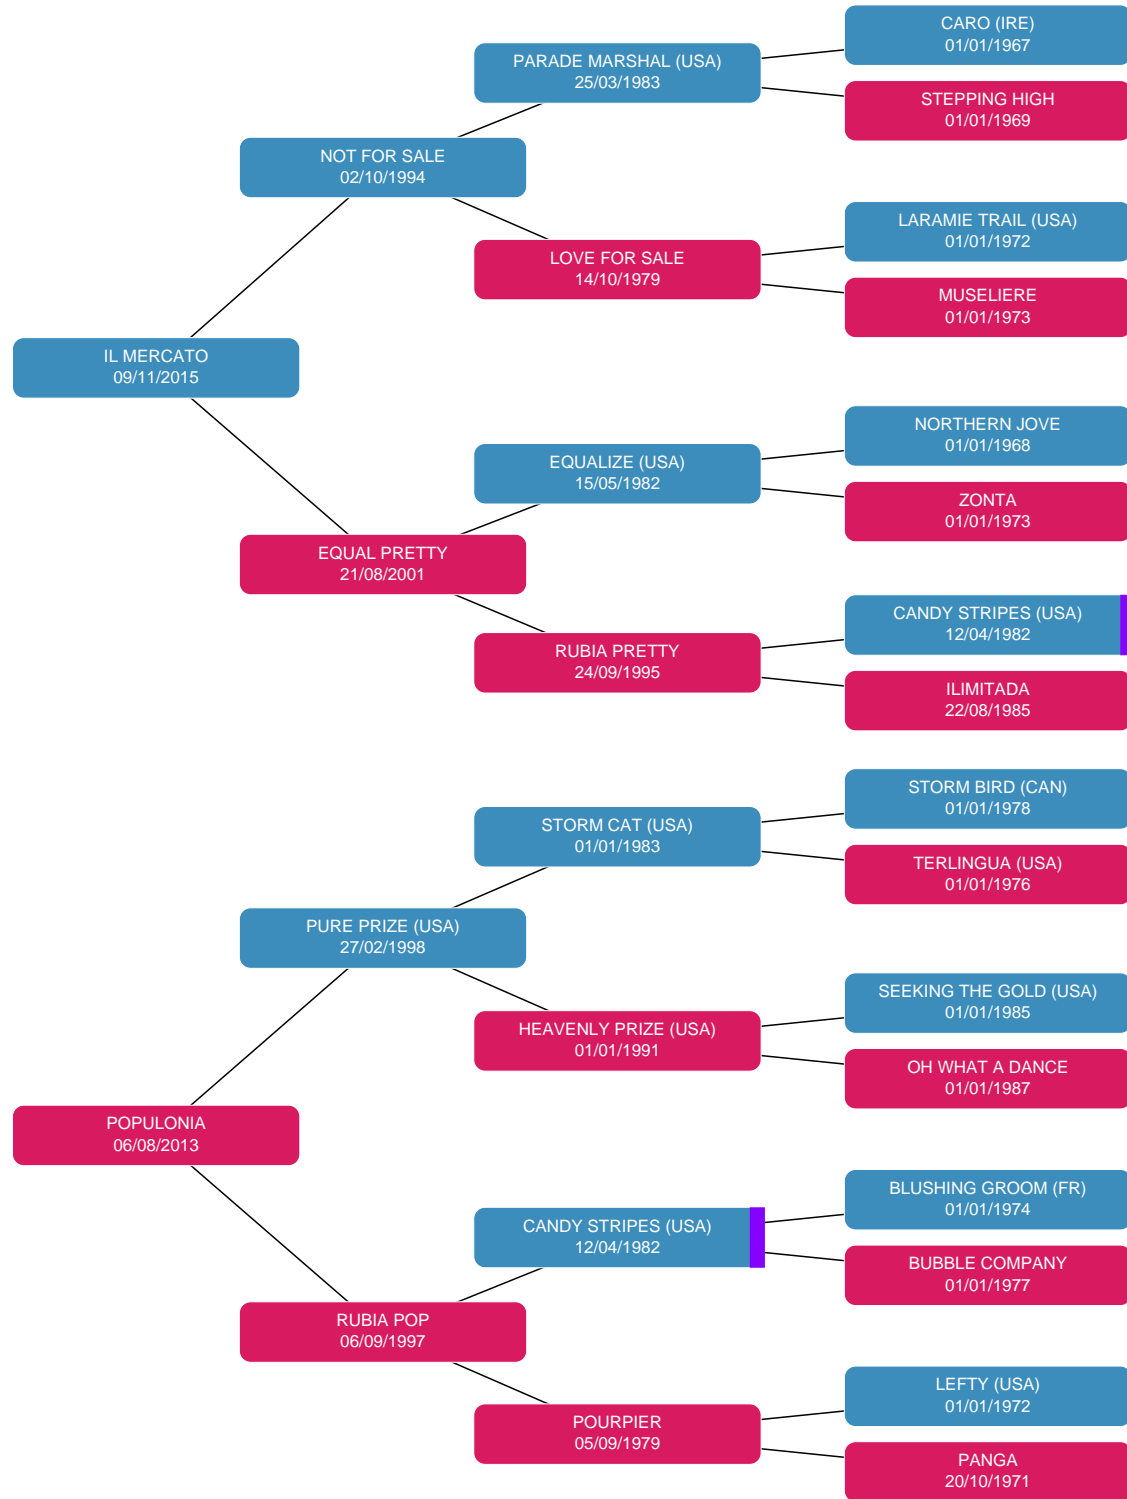 CARO (IRE)
01/01/1967
PARADE MARSHAL (USA)
25/03/1983
STEPPING HIGH
01/01/1969
NOT FOR SALE
02/10/1994
LARAMIE TRAIL (USA)
01/01/1972
LOVE FOR SALE
14/10/1979
MUSELIERE
01/01/1973
IL MERCATO
09/11/2015
NORTHERN JOVE
01/01/1968
EQUALIZE (USA)
15/05/1982
ZONTA
01/01/1973
EQUAL PRETTY
21/08/2001
CANDY STRIPES (USA)
12/04/1982
RUBIA PRETTY
24/09/1995
ILIMITADA
22/08/1985
STORM BIRD (CAN)
01/01/1978
STORM CAT (USA)
01/01/1983
TERLINGUA (USA)
01/01/1976
PURE PRIZE (USA)
27/02/1998
SEEKING THE GOLD (USA)
01/01/1985
HEAVENLY PRIZE (USA)
01/01/1991
OH WHAT A DANCE
01/01/1987
POPULONIA
06/08/2013
BLUSHING GROOM (FR)
01/01/1974
CANDY STRIPES (USA)
12/04/1982
BUBBLE COMPANY
01/01/1977
RUBIA POP
06/09/1997
LEFTY (USA)
01/01/1972
POURPIER
05/09/1979
PANGA
20/10/1971